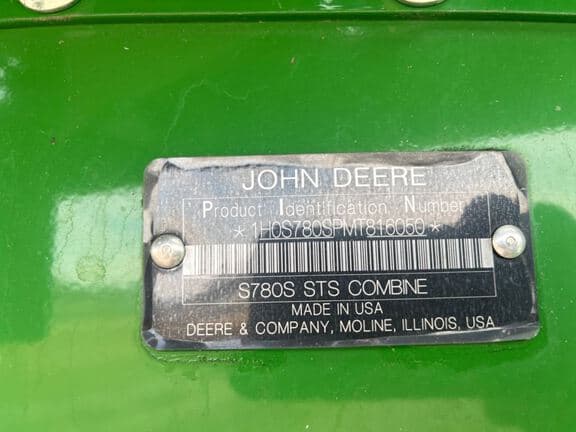 JOHN DEERE
Product Identification Number
*1H0S780SPMT816050*
S780S STS COMBINE
MADE IN USA
DEERE & COMPANY, MOLINE, ILLINOIS, USA